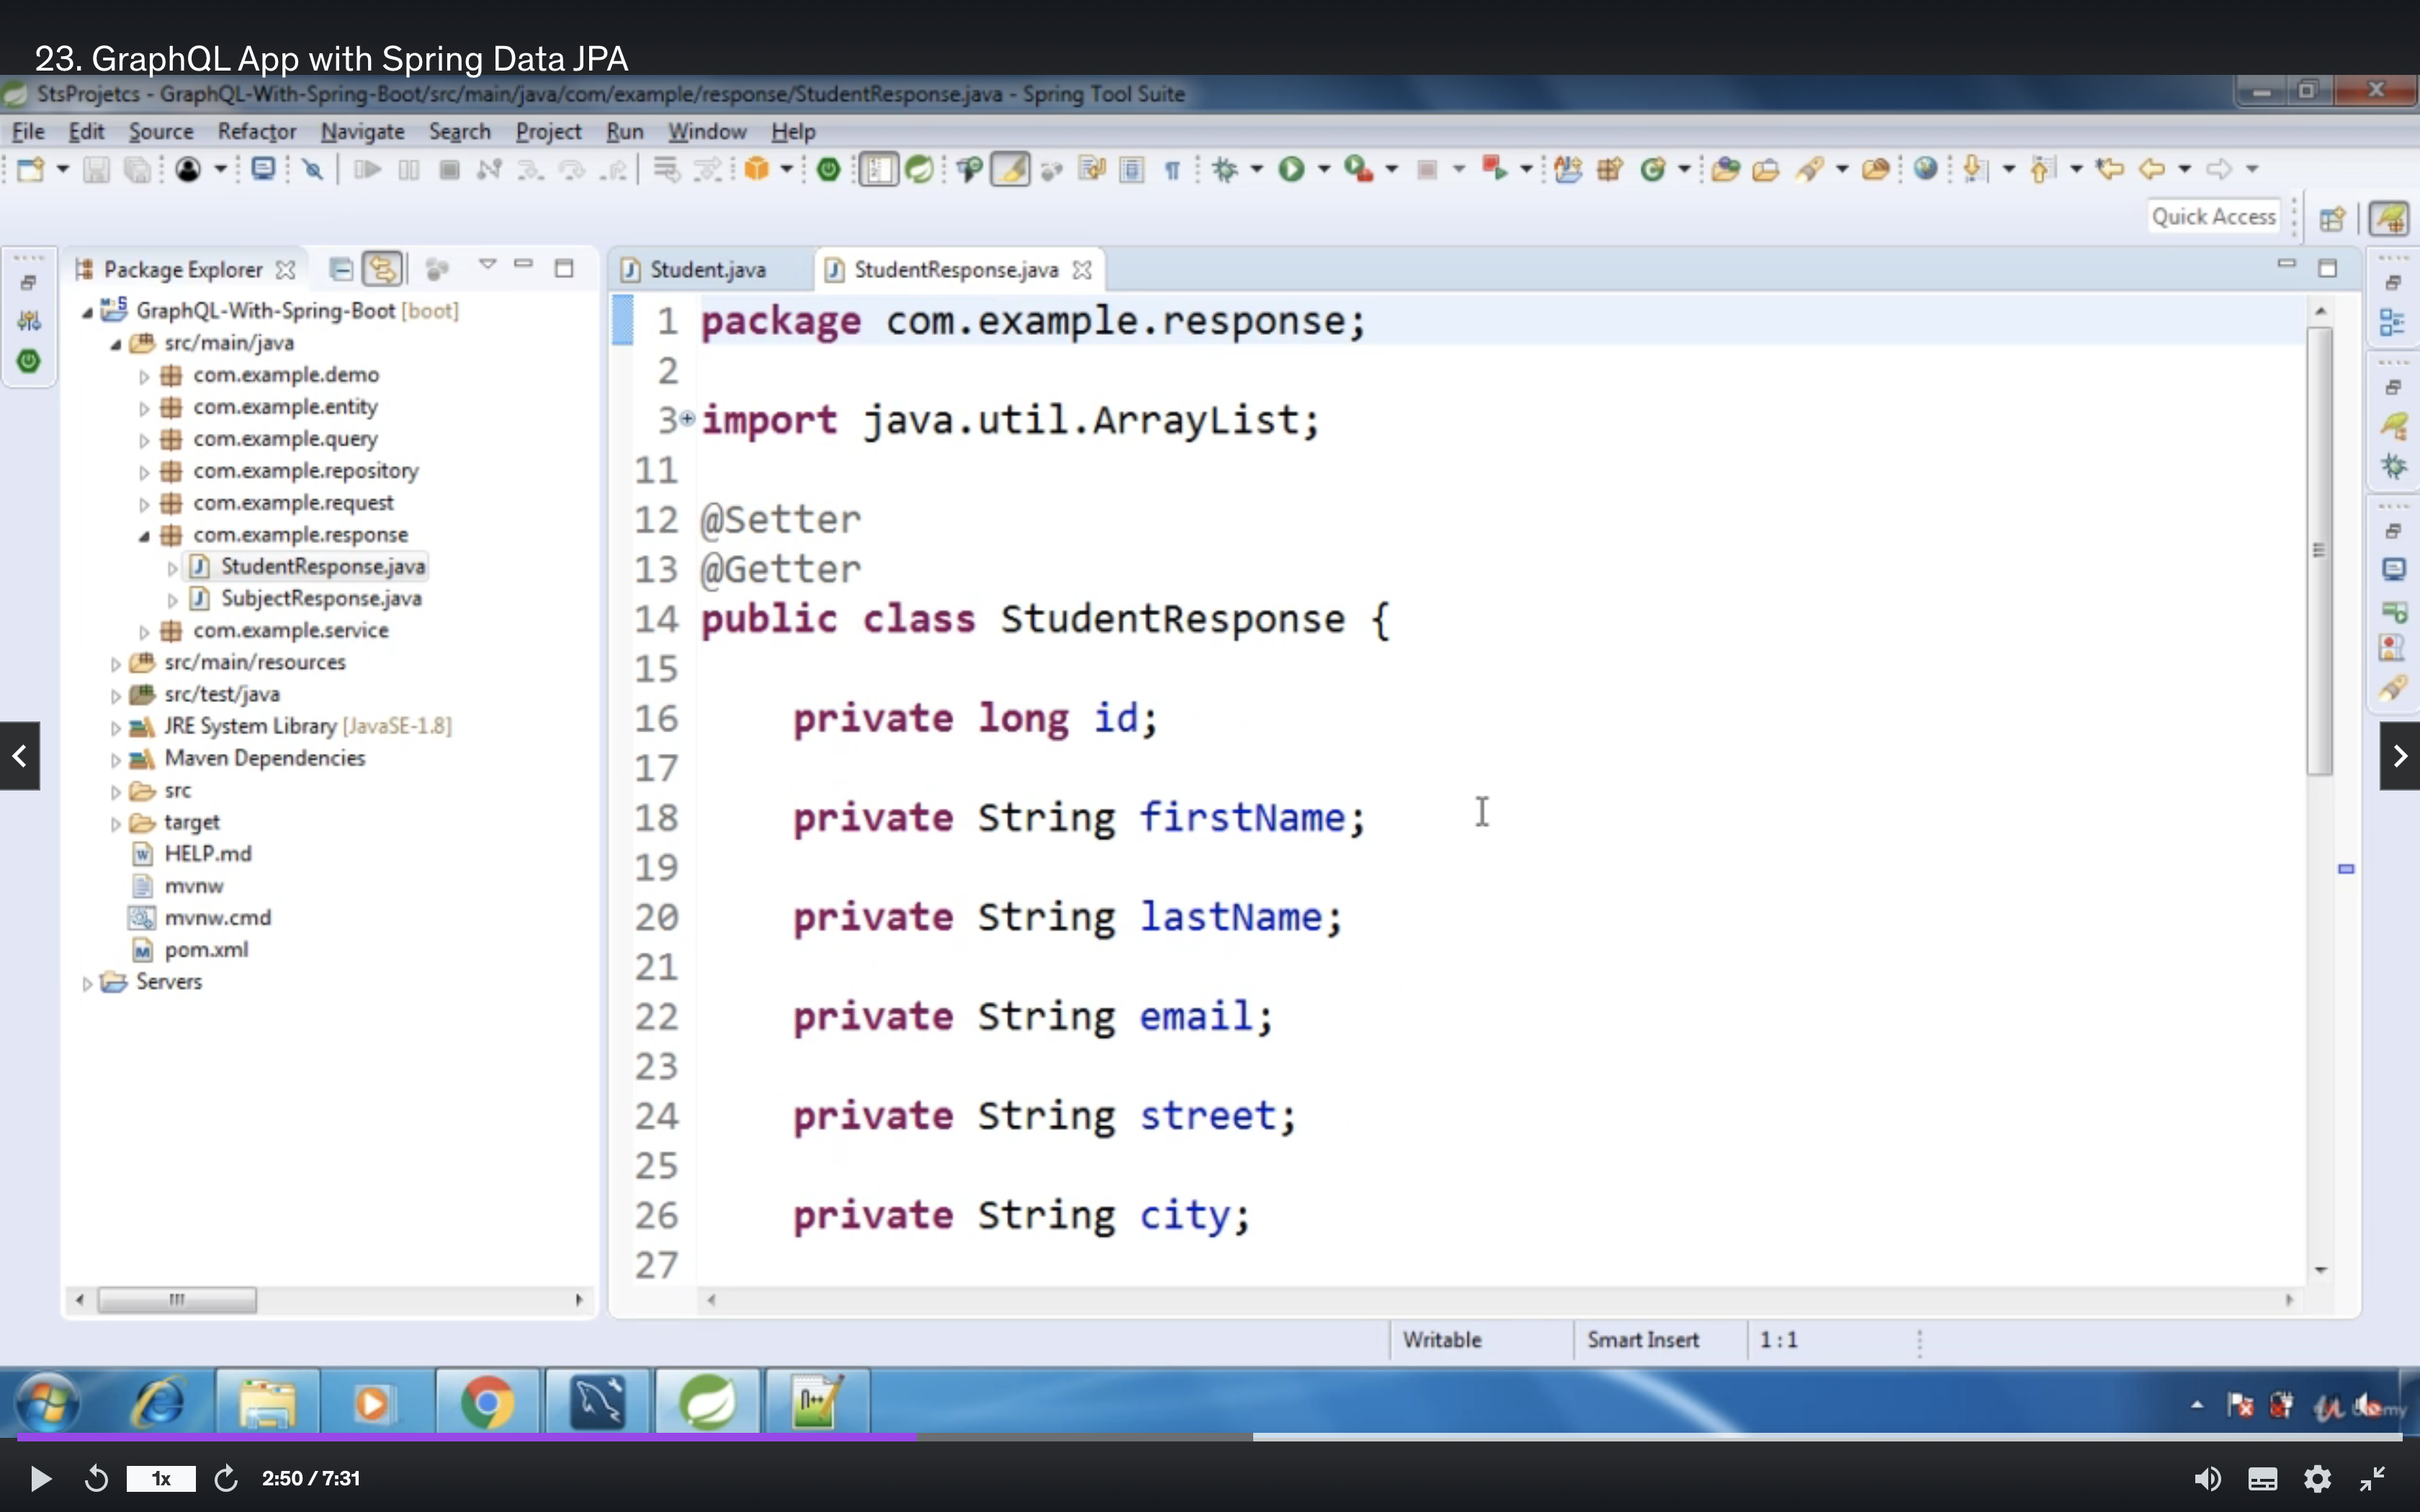 23. GraphQL App with Spring Data JPA
StsProjetcs - GraphQL-With-Spring-Boot/src/main/java/com/example/response/StudentResponse.java - Spring Tool Suite
File Edit Source Refactor Navigate Search Project Run Window Help
Quick Access
Package Explorer
GraphQL-With-Spring-Boot [boot]
src/main/java
com.example.demo
com.example.entity
com.example.query
com.example.repository
com.example.request
com.example.response
StudentResponse.java
SubjectResponse.java
com.example.service
src/main/resources
src/test/java
JRE System Library [JavaSE-1.8]
Maven Dependencies
src
target
HELP.md
mvnw
mvnw.cmd
pom.xml
Servers
Student.java StudentResponse.java
1 package com.example.response;
2
3 import java.util.ArrayList;
11
12 @Setter
13 @Getter
14 public class StudentResponse {
15
16 private long id;
17
18 private String firstName;
19
20 private String lastName;
21
22 private String email;
23
24 private String street;
25
26 private String city;
27
Writable Smart Insert 1 : 1
1x 2:50 / 7:31